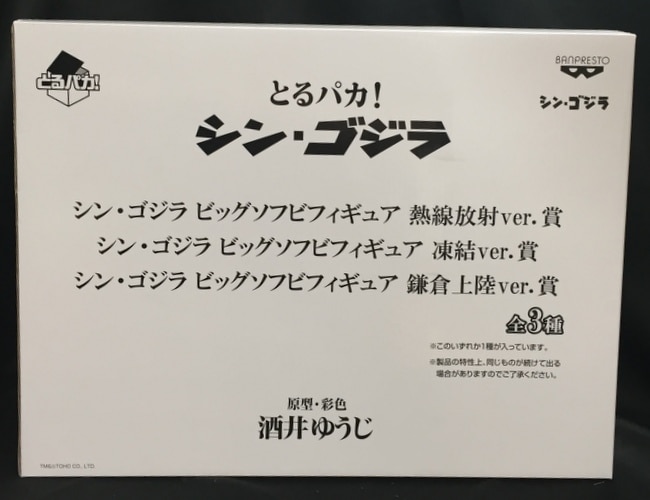 とるパカ!
BANPRESTO
シン・ゴジラ
とるパカ!
シン・ゴジラ
シン・ゴジラ ビッグソフビフィギュア 熱線放射ver.賞
シン・ゴジラ ビッグソフビフィギュア 凍結ver.賞
シン・ゴジラ ビッグソフビフィギュア 鎌倉上陸ver.賞
全3種
※このいずれか1種が入っています。
※製品の特性上、同じものが続けて出る
場合がありますのでご了承ください。
原型・彩色
酒井ゆうじ
TM&©TOHO CO., LTD.